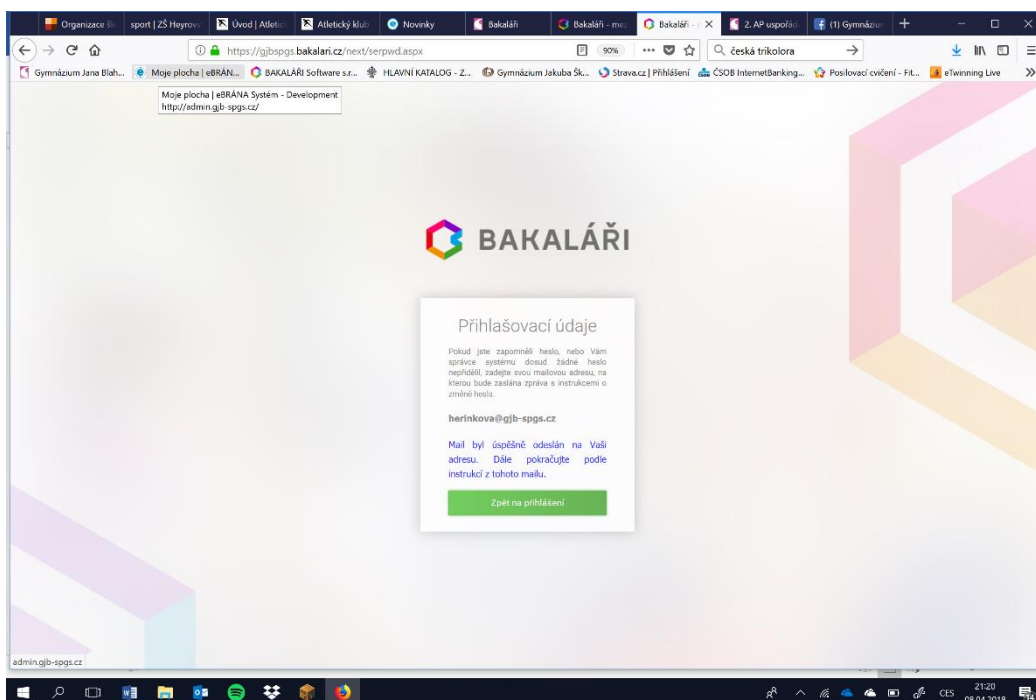 Organizace šk
sport | ZŠ Heyrov
Úvod | Atletic
Atletický klub
Novinky
Bakaláři
Bakaláři - me
Bakaláři -
2. AP uspořád
(1) Gymnázium
https://gjbspgs.bakalari.cz/next/serpwd.aspx
90%
česká trikolora
Gymnázium Jana Blah...
Moje plocha | eBRÁN...
BAKALÁŘI Software s.r...
HLAVNÍ KATALOG - Z...
Gymnázium Jakuba Šk...
Strava.cz | Přihlášení
ČSOB InternetBanking...
Posilovací cvičení - Fit...
eTwinning Live
Moje plocha | eBRÁNA Systém - Development
http://admin.gjb-spgs.cz/
BAKALÁŘI
Přihlašovací údaje
Pokud jste zapomněli heslo, nebo Vám
správce systému dosud žádné heslo
nepřidělil, zadejte svou mailovou adresu, na
kterou bude zaslána zpráva s instrukcemi o
změně hesla.
herinkova@gjb-spgs.cz
Mail byl úspěšně odeslán na Vaši
adresu. Dále pokračujte podle
instrukcí z tohoto mailu.
Zpět na přihlášení
admin.gjb-spgs.cz
CES
21:20
08.04.2018